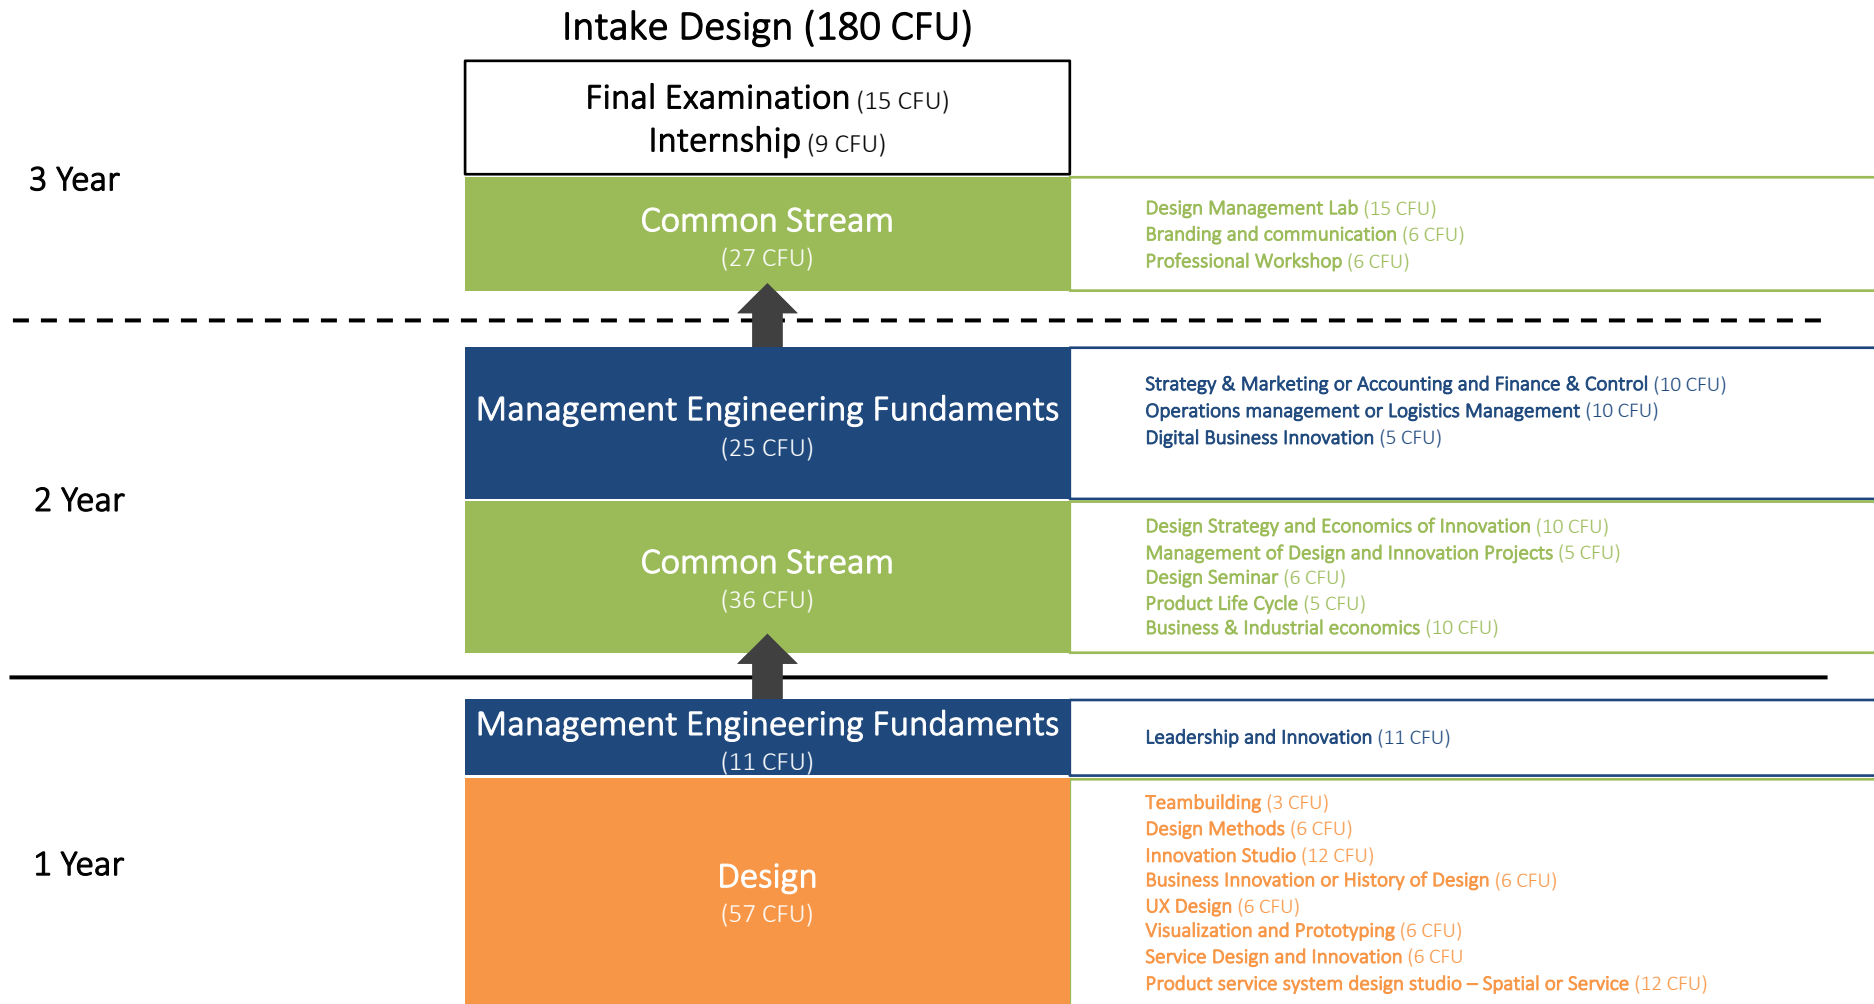 Intake Design (180 CFU)
Final Examination (15 CFU)
Internship (9 CFU)
3 Year
Common Stream
(27 CFU)
Design Management Lab (15 CFU)
Branding and communication (6 CFU)
Professional Workshop (6 CFU)
Management Engineering Fundaments
(25 CFU)
Strategy & Marketing or Accounting and Finance & Control (10 CFU)
Operations management or Logistics Management (10 CFU)
Digital Business Innovation (5 CFU)
2 Year
Common Stream
(36 CFU)
Design Strategy and Economics of Innovation (10 CFU)
Management of Design and Innovation Projects (5 CFU)
Design Seminar (6 CFU)
Product Life Cycle (5 CFU)
Business & Industrial economics (10 CFU)
Management Engineering Fundaments
(11 CFU)
Leadership and Innovation (11 CFU)
1 Year
Design
(57 CFU)
Teambuilding (3 CFU)
Design Methods (6 CFU)
Innovation Studio (12 CFU)
Business Innovation or History of Design (6 CFU)
UX Design (6 CFU)
Visualization and Prototyping (6 CFU)
Service Design and Innovation (6 CFU
Product service system design studio – Spatial or Service (12 CFU)